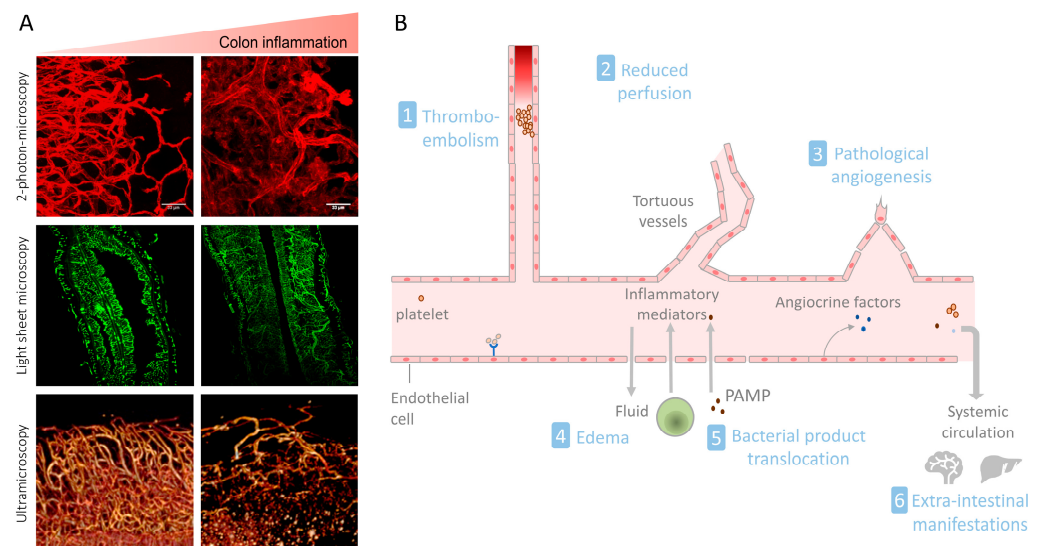 A
Colon inflammation
2-photon-microscopy
Light sheet microscopy
Ultramicroscopy
B
1 Thrombo-
embolism
2 Reduced
perfusion
3 Pathological
angiogenesis
Tortuous
vessels
platelet
Inflammatory
mediators
Angiocrine factors
Endothelial
cell
Fluid
PAMP
4 Edema
5 Bacterial product
translocation
Systemic
circulation
6 Extra-intestinal
manifestations